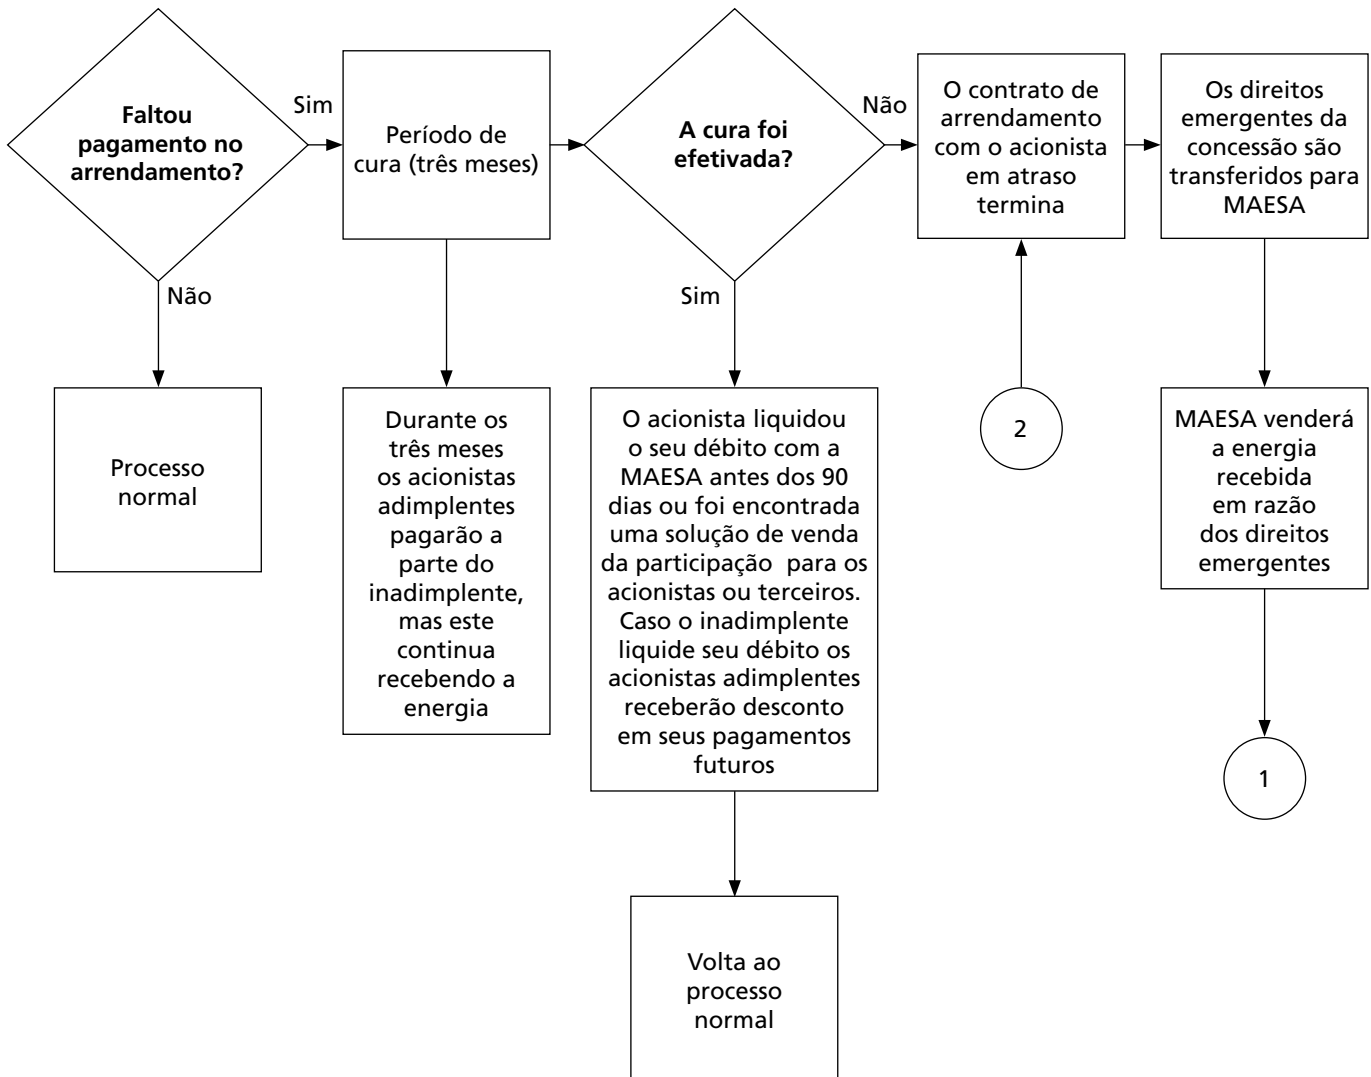 Faltou
pagamento no
arrendamento?
Sim
Não
Período de
cura (três meses)
A cura foi
efetivada?
Não
Sim
O contrato de
arrendamento
com o acionista
em atraso
termina
Os direitos
emergentes da
concessão são
transferidos para
MAESA
Processo
normal
Durante os
três meses
os acionistas
adimplentes
pagarão a
parte do
inadimplente,
mas este
continua
recebendo a
energia
O acionista liquidou
o seu débito com a
MAESA antes dos 90
dias ou foi encontrada
uma solução de venda
da participação para os
acionistas ou terceiros.
Caso o inadimplente
liquide seu débito os
acionistas adimplentes
receberão desconto
em seus pagamentos
futuros
2
MAESA venderá
a energia
recebida
em razão
dos direitos
emergentes
1
Volta ao
processo
normal